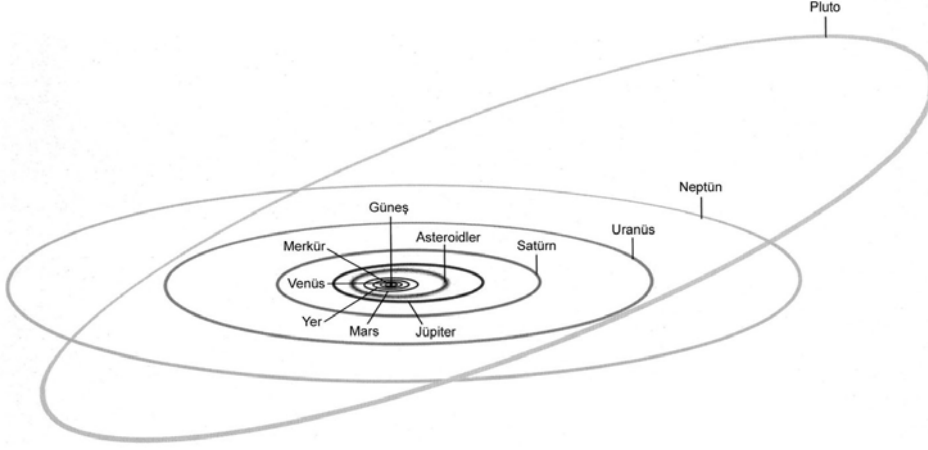 Pluto
Neptün
Güneş
Uranüs
Asteroidler
Merkür
Satürn
Venüs
Yer
Mars
Jüpiter